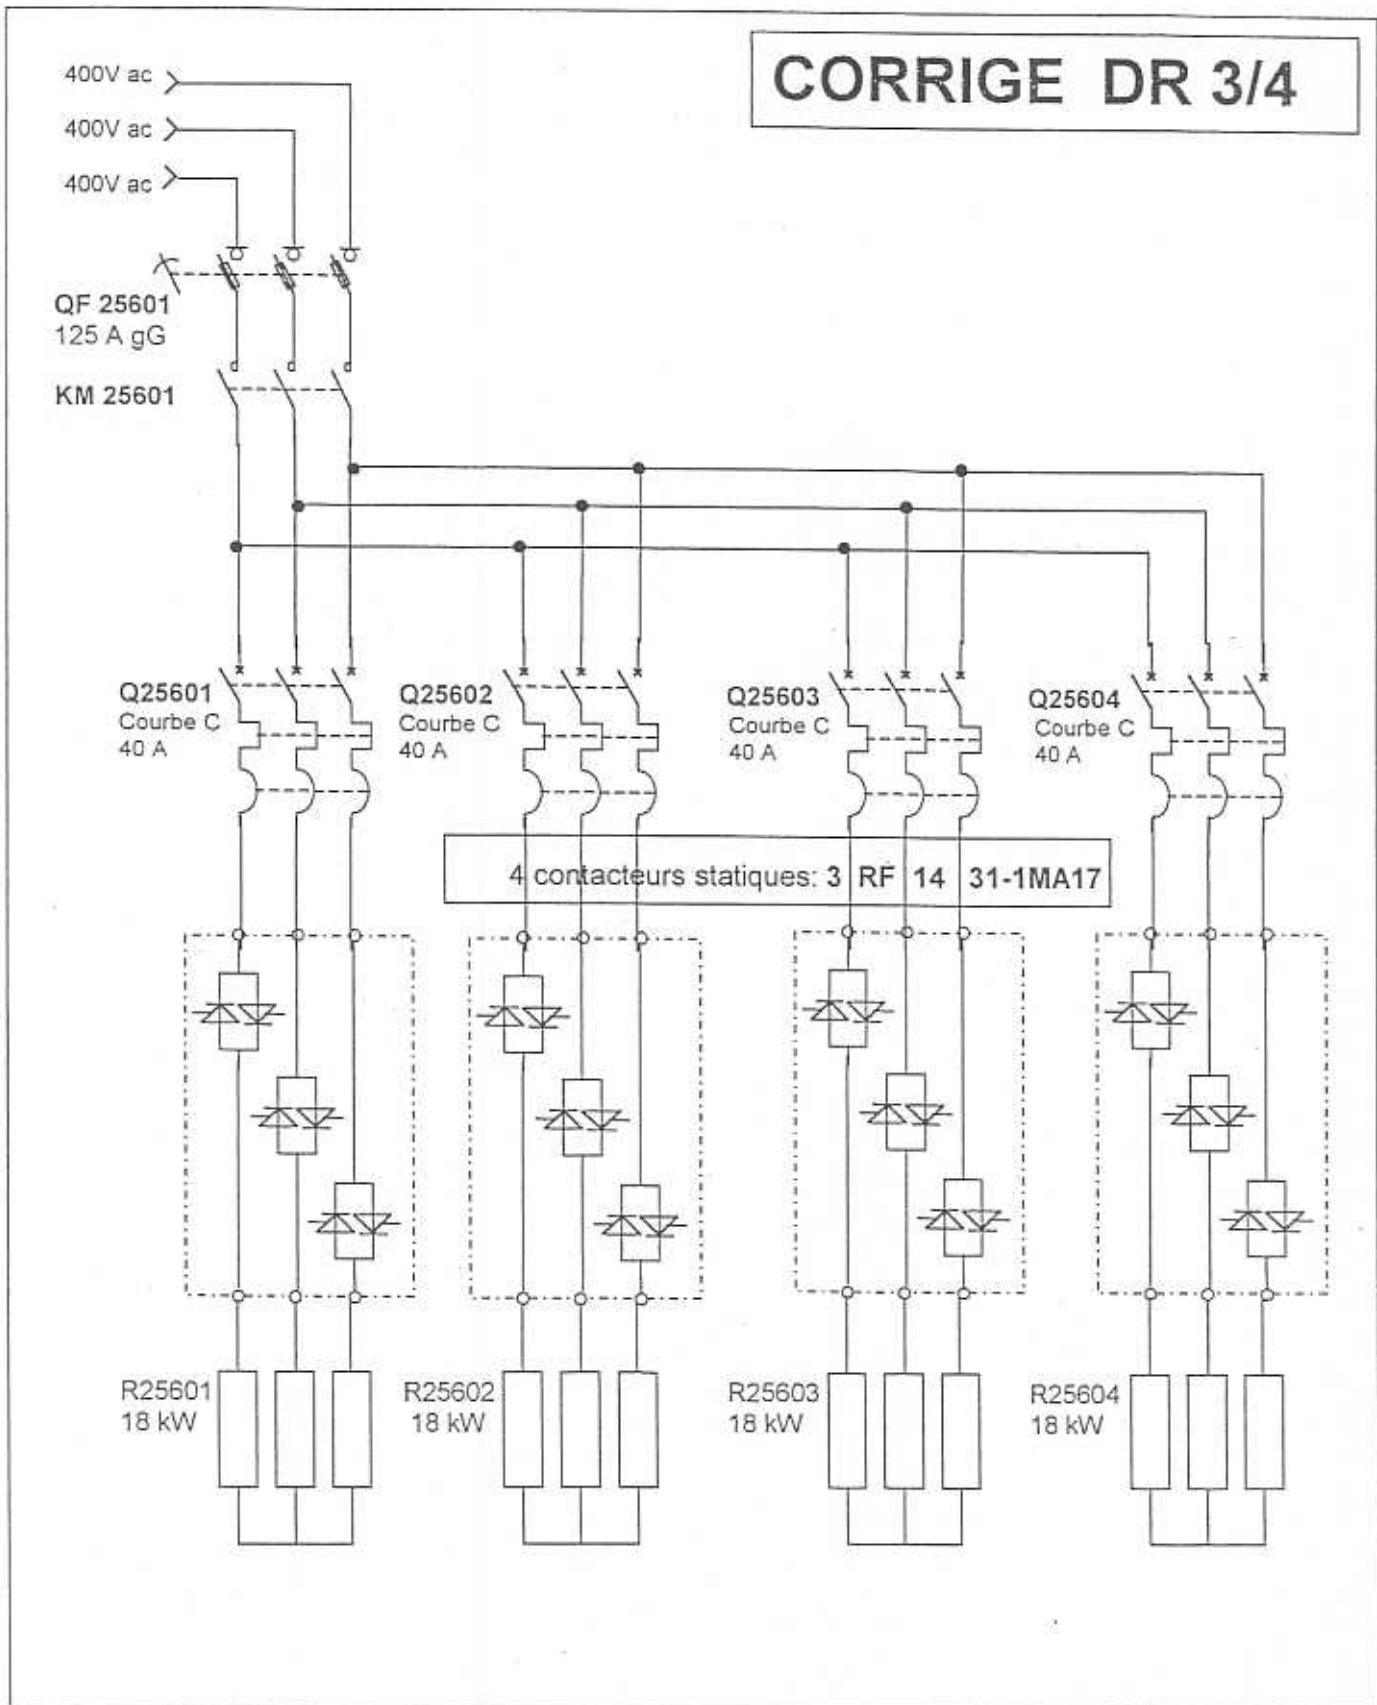 CORRIGE DR 3/4
400V ac
400V ac
400V ac
QF 25601
125 A gG
KM 25601
Q25601
Courbe C
40 A
Q25602
Courbe C
40 A
Q25603
Courbe C
40 A
Q25604
Courbe C
40 A
4 contacteurs statiques: 3 RF 14 31-1MA17
R25601
18 kW
R25602
18 kW
R25603
18 kW
R25604
18 kW